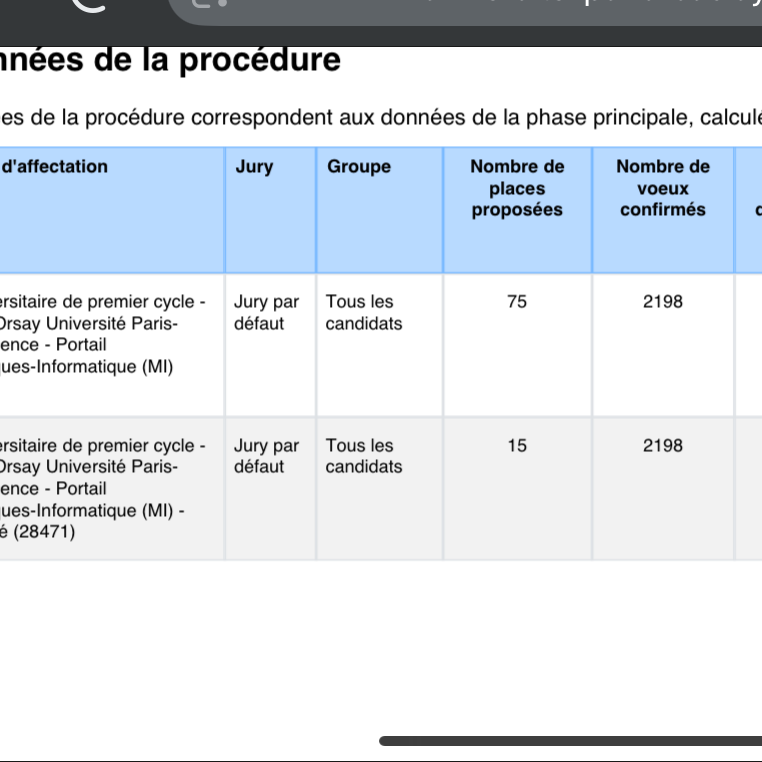 nnées de la procédure
es de la procédure correspondent aux données de la phase principale, calculé
d'affectation
Jury
Groupe
Nombre de
places
proposées
Nombre de
voeux
confirmés
ersitaire de premier cycle -
Orsay Université Paris-
ence - Portail
ques-Informatique (MI)
Jury par
défaut
Tous les
candidats
75
2198
ersitaire de premier cycle -
Orsay Université Paris-
ence - Portail
ques-Informatique (MI) -
é (28471)
Jury par
défaut
Tous les
candidats
15
2198